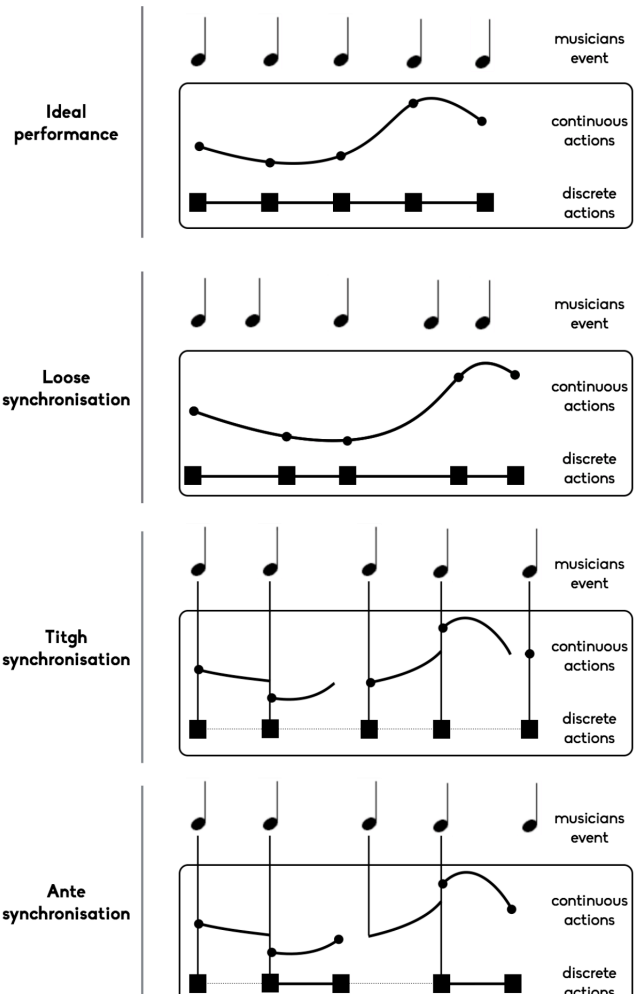 musicians
event
Ideal
performance
continuous
actions
discrete
actions
musicians
event
Loose
synchronisation
continuous
actions
discrete
actions
musicians
event
Titgh
synchronisation
continuous
actions
discrete
actions
musicians
event
Ante
synchronisation
continuous
actions
discrete
actions